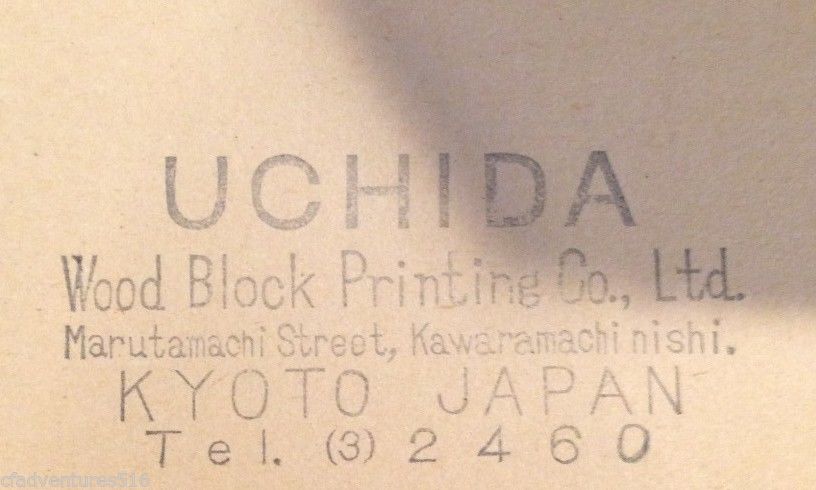 UCHIDA
Wood Block Printing Co., Ltd.
Marutamachi Street, Kawaramachi nishi.
KYOTO JAPAN
Tel. (3) 2460
cfadventures516